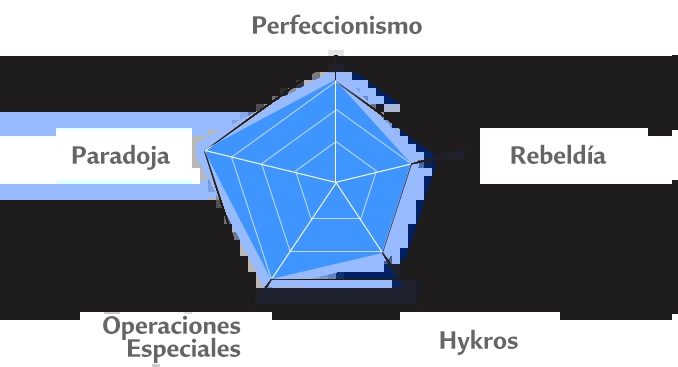 Perfeccionismo
Paradoja
Rebeldía
Operaciones
Especiales
Hykros